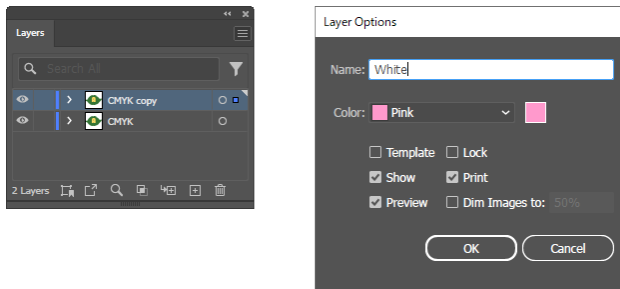 Layers
Search All
CMYK copy
CMYK
2 Layers
Layer Options
Name: White
Color: Pink
Template Lock
Show Print
Preview Dim Images to: 50%
OK Cancel